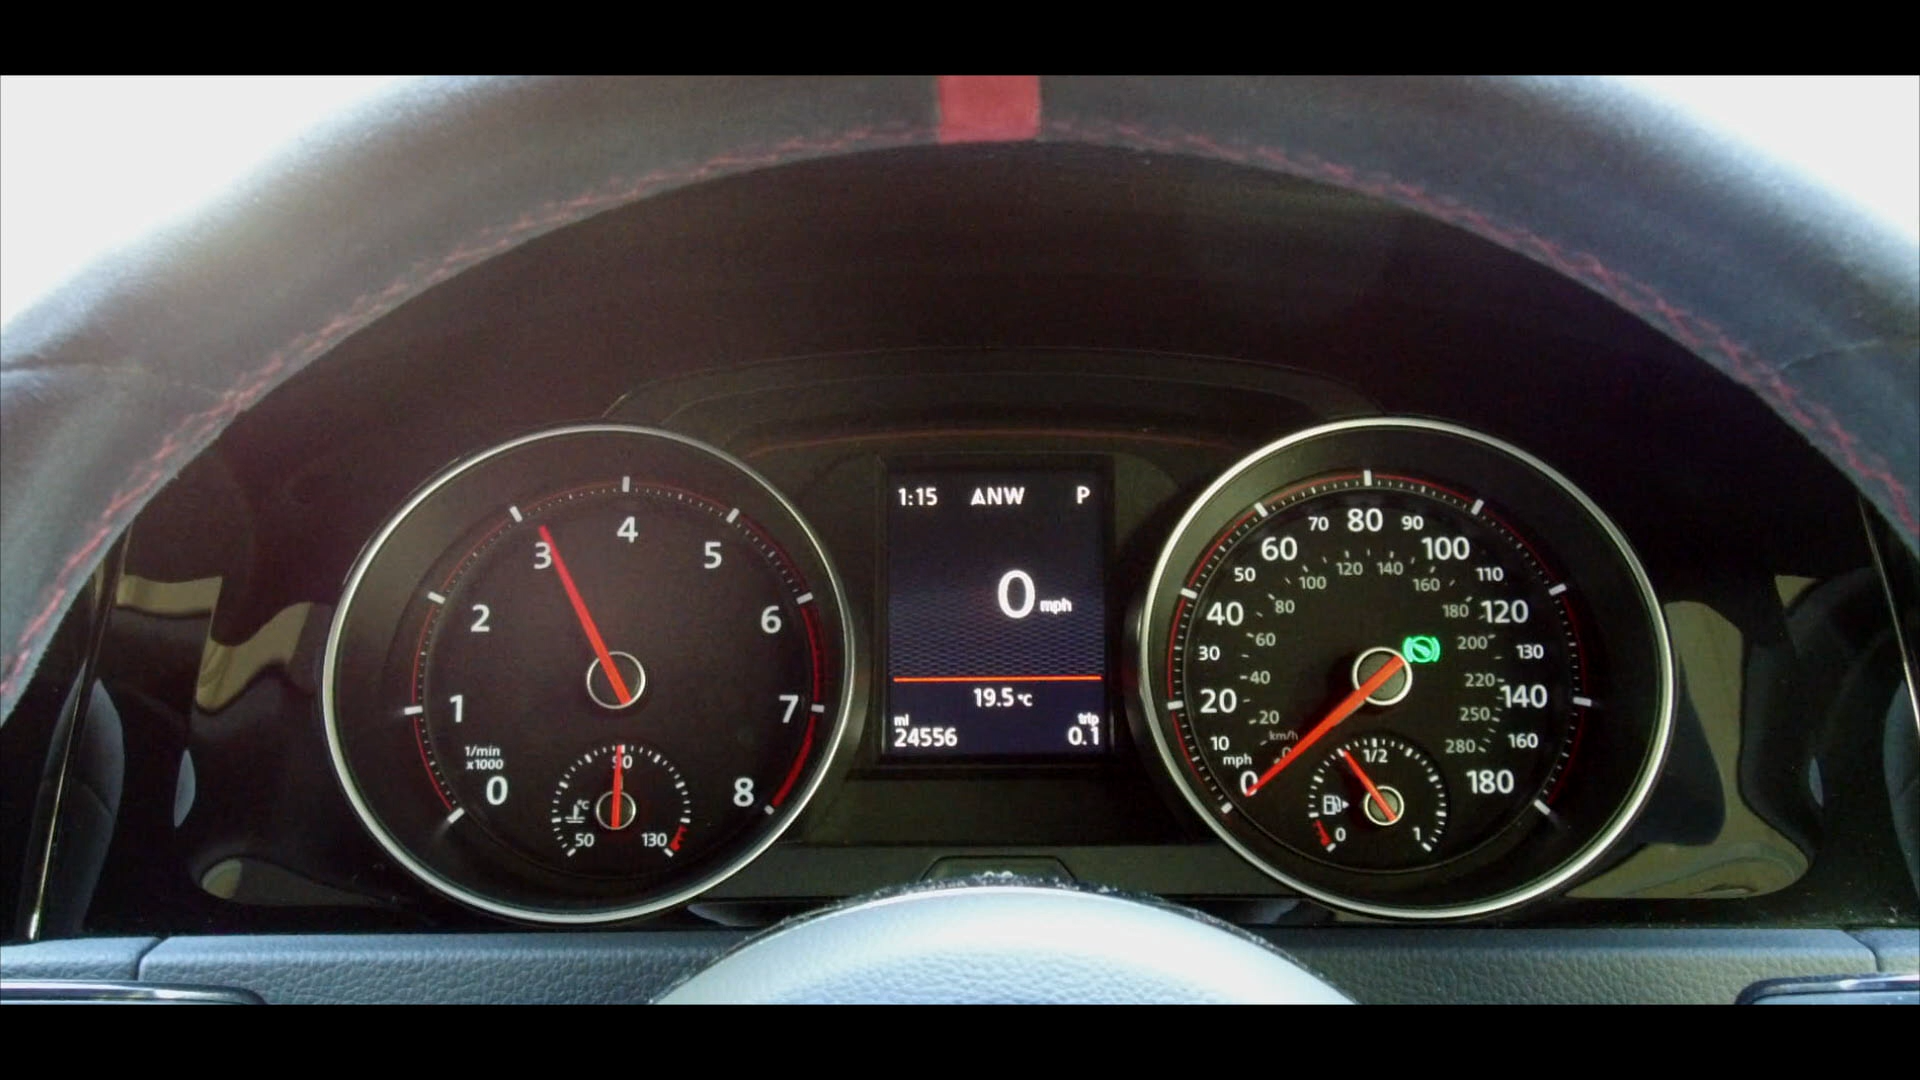 1:15 ANW P
0 mph
19.5 °C
mi trip
24556 0.1
0 1 2 3 4 5 6 7 8
1/min
x1000
50 90 130
°C
0 10 20 30 40 50 60 70 80 90 100 110 120 130 140 160 180
mph
0 20 40 60 80 100 120 140 160 180 200 220 250 280
km/h
0 1/2 1